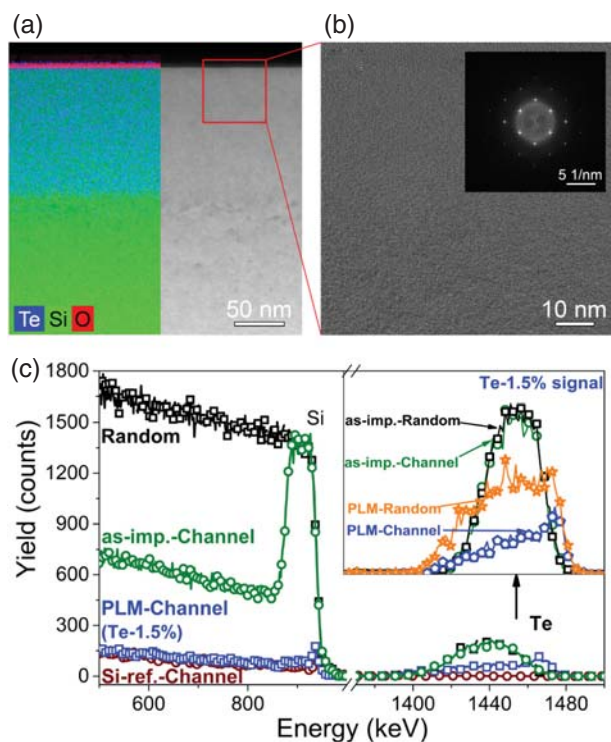 (a)
(b)
Te Si O
50 nm
5 1/nm
10 nm
(c)
1800
1500
1200
900
600
300
0
Yield (counts)
Random
as-imp.-Channel
PLM-Channel
(Te-1.5%)
Si-ref.-Channel
Si
Te-1.5% signal
as-imp.-Random
as-imp.-Channel
PLM-Random
PLM-Channel
Te
600 800 1400 1440 1480
Energy (keV)